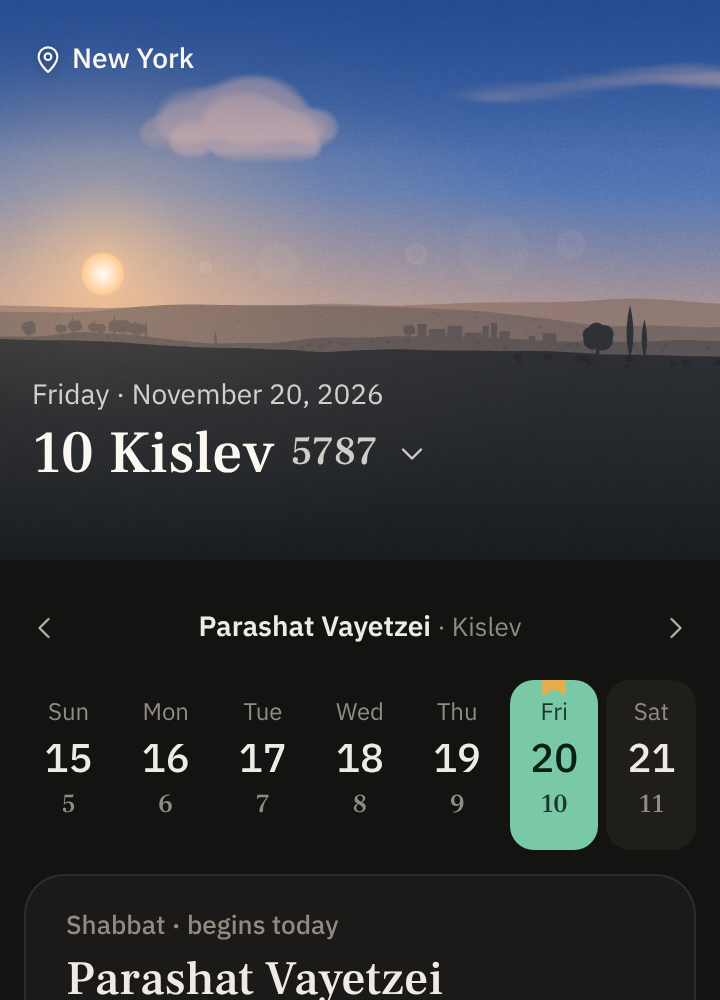 New York
Friday · November 20, 2026
10 Kislev 5787
Parashat Vayetzei · Kislev
Sun Mon Tue Wed Thu Fri Sat
15 16 17 18 19 20 21
5 6 7 8 9 10 11
Shabbat · begins today
Parashat Vayetzei